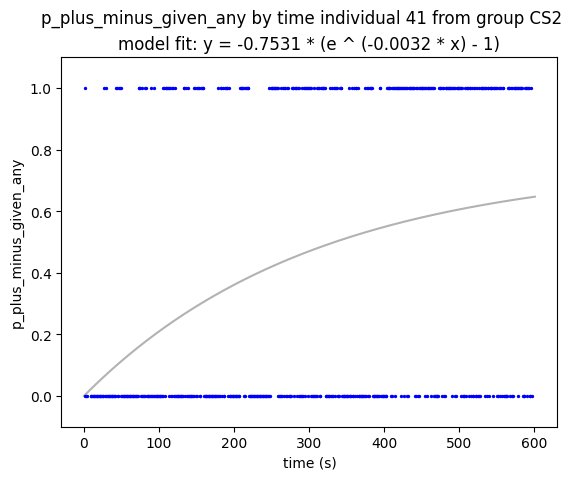 p_plus_minus_given_any by time individual 41 from group CS2
model fit: y = -0.7531 * (e ^ (-0.0032 * x) - 1)
1.0
0.8
0.6
0.4
0.2
0.0
p_plus_minus_given_any
0 100 200 300 400 500 600
time (s)